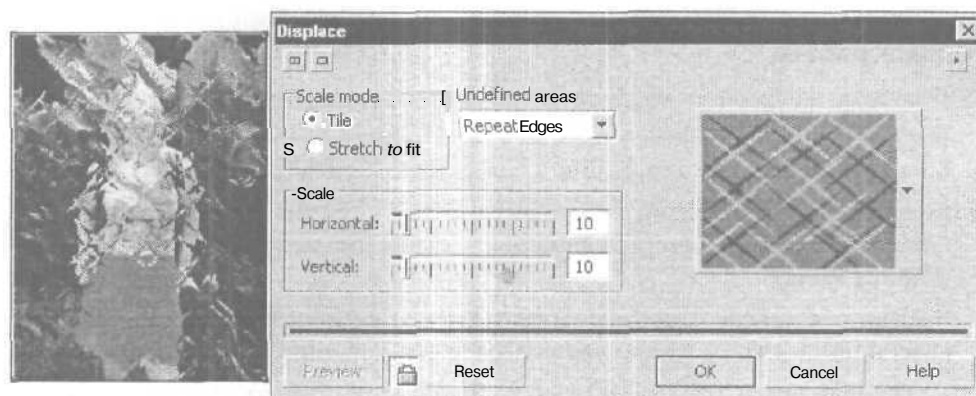 Displace
-Scale mode . . . . . [ Undefined areas
Tile
Repeat Edges
S Stretch to fit
-Scale
Horizontal: 10
Vertical: 10
Preview Reset OK Cancel Help